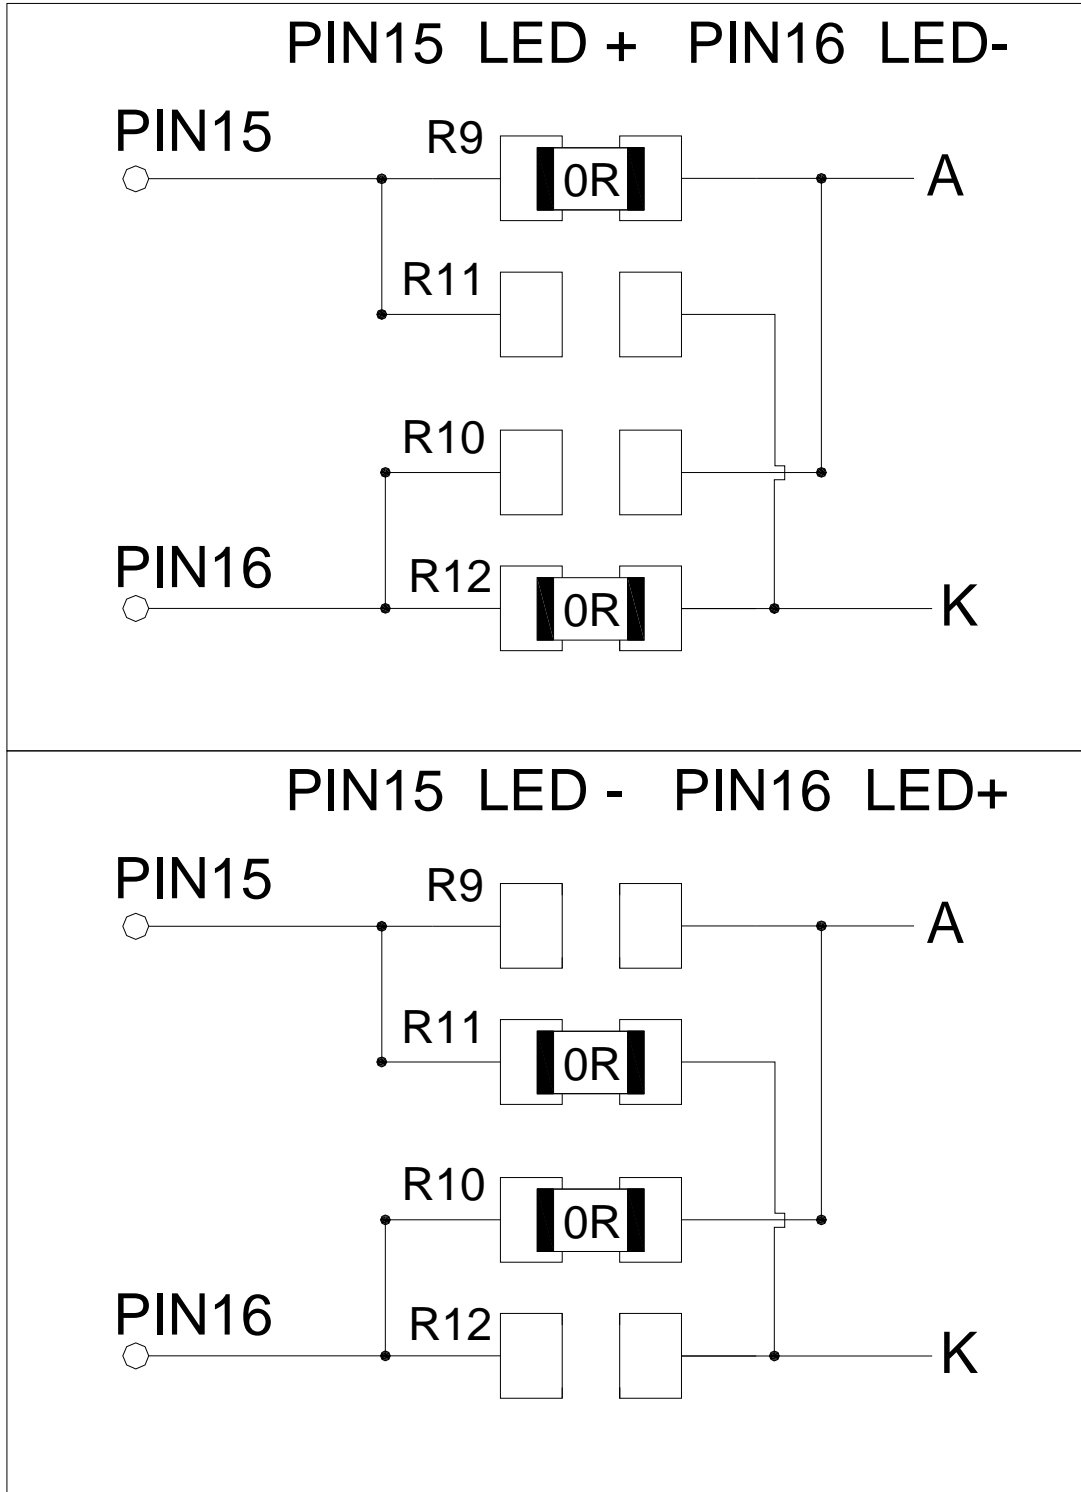 PIN15 LED + PIN16 LED-
PIN15
R9
0R
A
R11
R10
PIN16
R12
0R
K
PIN15 LED - PIN16 LED+
PIN15
R9
A
R11
0R
R10
0R
PIN16
R12
K